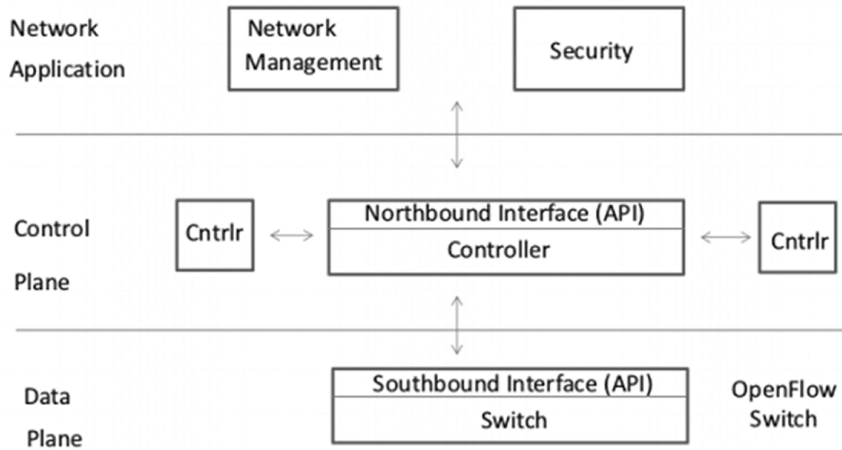 Network
Application
Network
Management
Security
Control
Plane
Cntrlr
Northbound Interface (API)
Controller
Cntrlr
Data
Plane
Southbound Interface (API)
Switch
OpenFlow
Switch